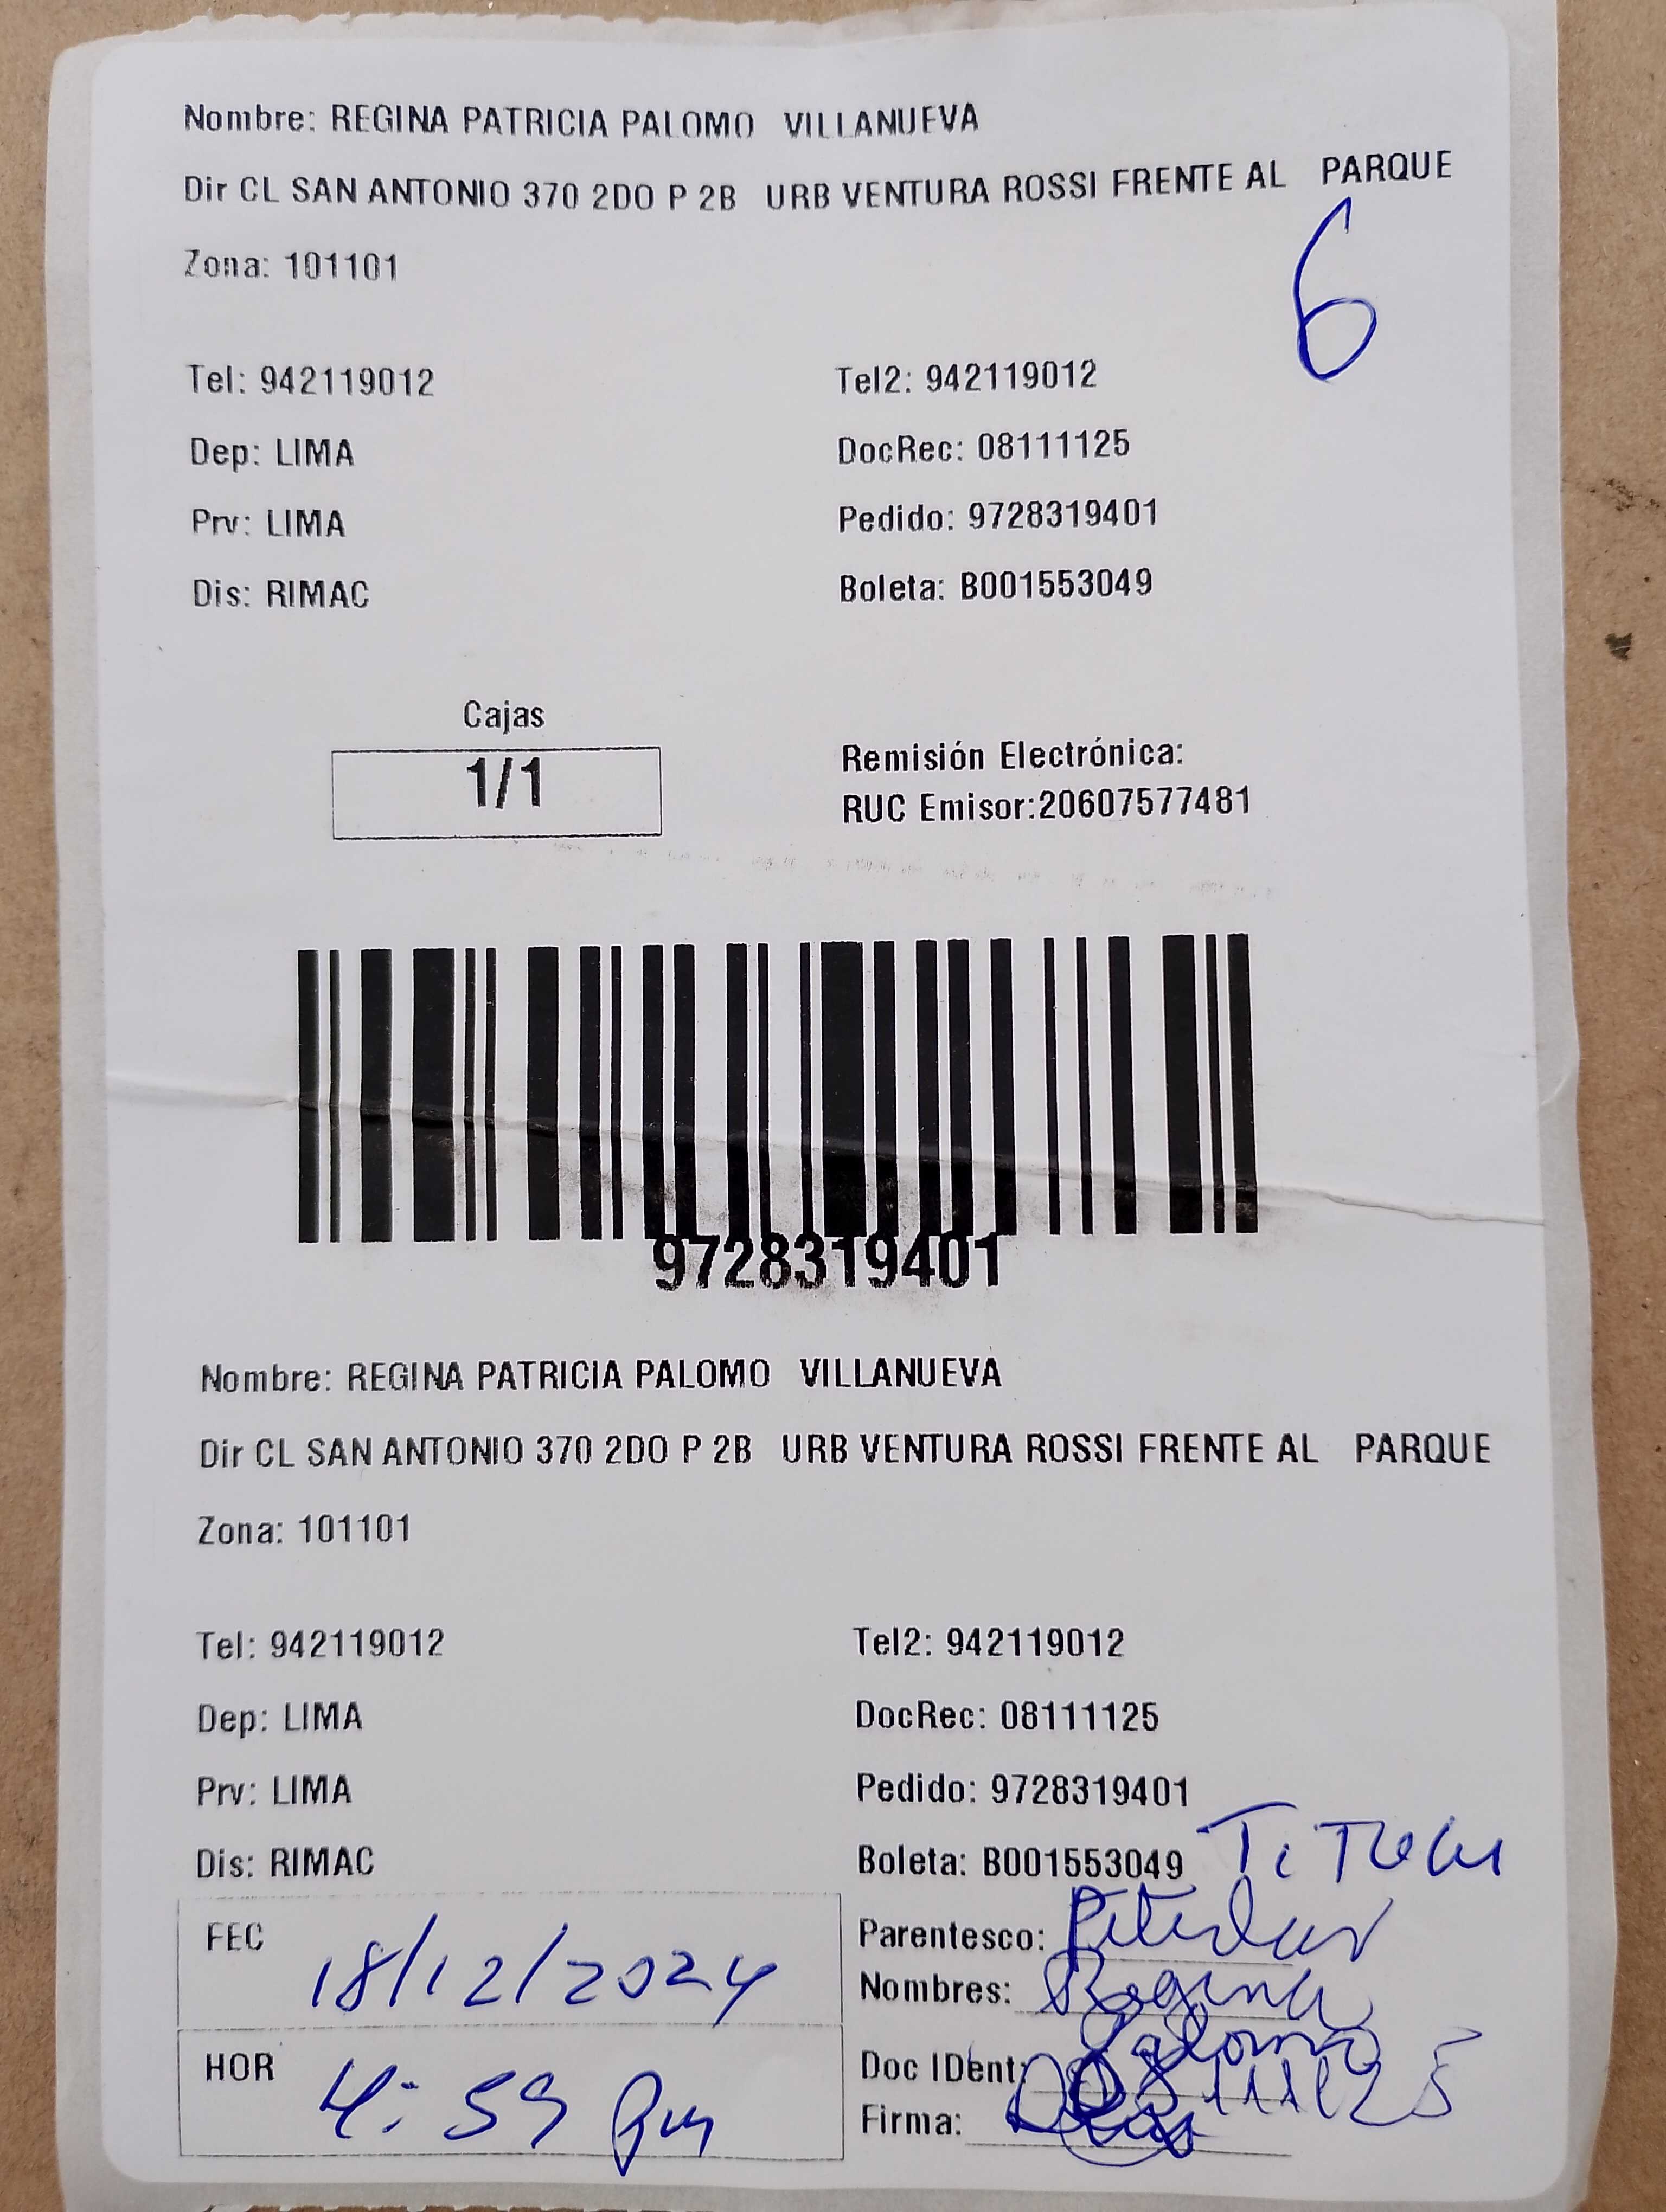 Nombre: REGINA PATRICIA PALOMO VILLANUEVA
Dir CL SAN ANTONIO 370 2DO P 2B URB VENTURA ROSSI FRENTE AL PARQUE
Zona: 101101
6
Tel: 942119012 Tel2: 942119012
Dep: LIMA DocRec: 08111125
Prv: LIMA Pedido: 9728319401
Dis: RIMAC Boleta: B001553049
Cajas
1/1
Remisión Electrónica:
RUC Emisor:20607577481
9728319401
Nombre: REGINA PATRICIA PALOMO VILLANUEVA
Dir CL SAN ANTONIO 370 2DO P 2B URB VENTURA ROSSI FRENTE AL PARQUE
Zona: 101101
Tel: 942119012 Tel2: 942119012
Dep: LIMA DocRec: 08111125
Prv: LIMA Pedido: 9728319401
Dis: RIMAC Boleta: B001553049
FEC 18/12/2024
HOR 4:59 pm
Parentesco:
Nombres: Regina
Palomo
Doc IDent: 08111125
Firma: